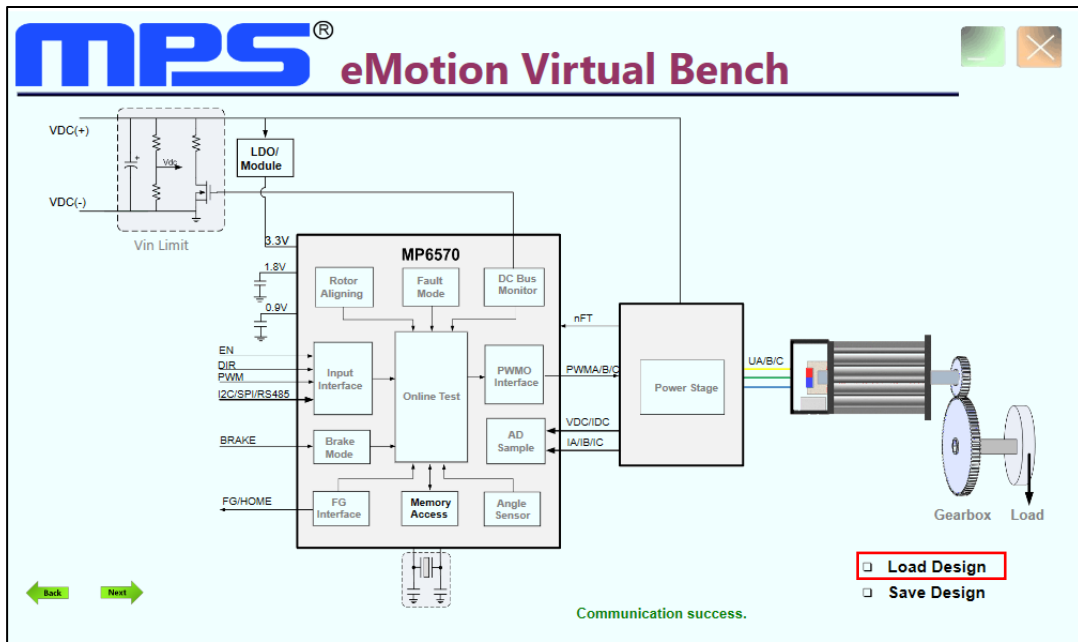 MPS®
eMotion Virtual Bench
VDC(+)
LDO/
Module
Vdc
VDC(-)
Vin Limit
3.3V
MP6570
1.8V
Rotor
Aligning
Fault
Mode
DC Bus
Monitor
0.9V
nFT
EN
DIR
PWM
I2C/SPI/RS485
Input
Interface
Online Test
PWMO
Interface
PWMA/B/C
Power Stage
UA/B/C
VDC/IDC
BRAKE
Brake
Mode
AD
Sample
IA/IB/IC
FG/HOME
FG
Interface
Memory
Access
Angle
Sensor
Gearbox
Load
Load Design
Back
Next
Save Design
Communication success.